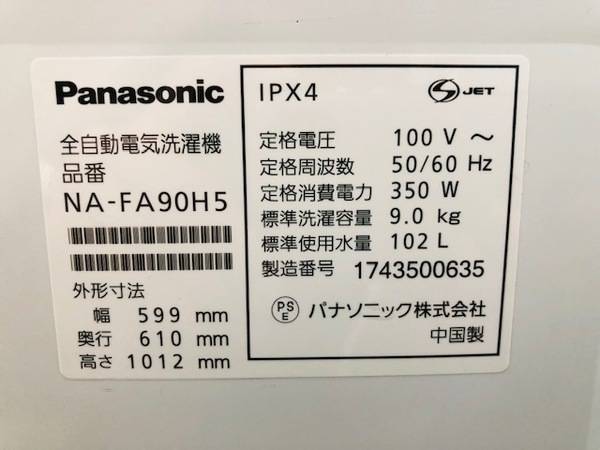 Panasonic
全自動電気洗濯機
品番
NA-FA90H5
外形寸法
幅 599 mm
奥行 610 mm
高さ 1012 mm
IPX4
S JET
定格電圧 100 V ～
定格周波数 50/60 Hz
定格消費電力 350 W
標準洗濯容量 9.0 kg
標準使用水量 102 L
製造番号 1743500635
PS E パナソニック株式会社
中国製